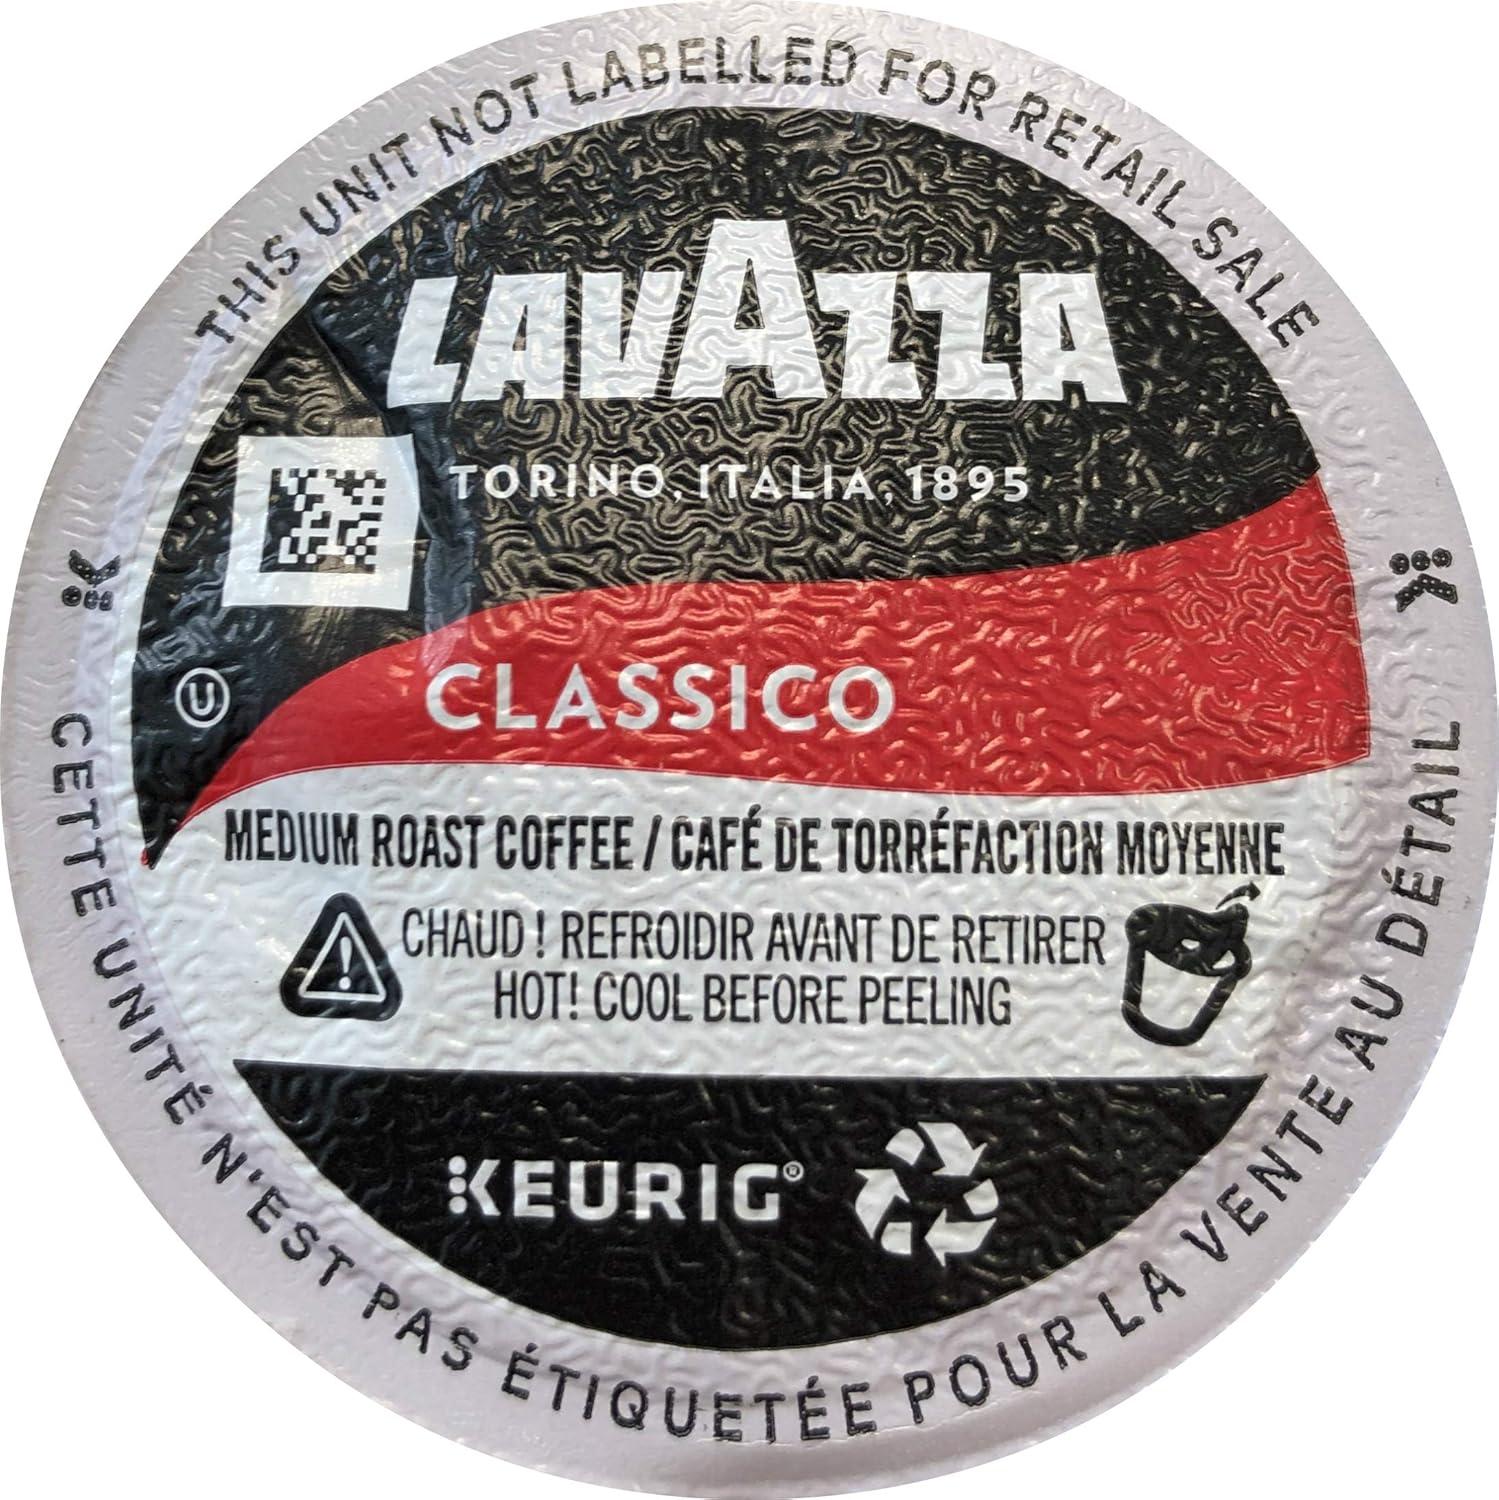 THIS UNIT NOT LABELLED FOR RETAIL SALE
LAVAZZA
TORINO, ITALIA, 1895
U
CLASSICO
MEDIUM ROAST COFFEE / CAFÉ DE TORRÉFACTION MOYENNE
CHAUD ! REFROIDIR AVANT DE RETIRER
HOT! COOL BEFORE PEELING
KEURIG®
CETTE UNITÉ N'EST PAS ÉTIQUETÉE POUR LA VENTE AU DÉTAIL